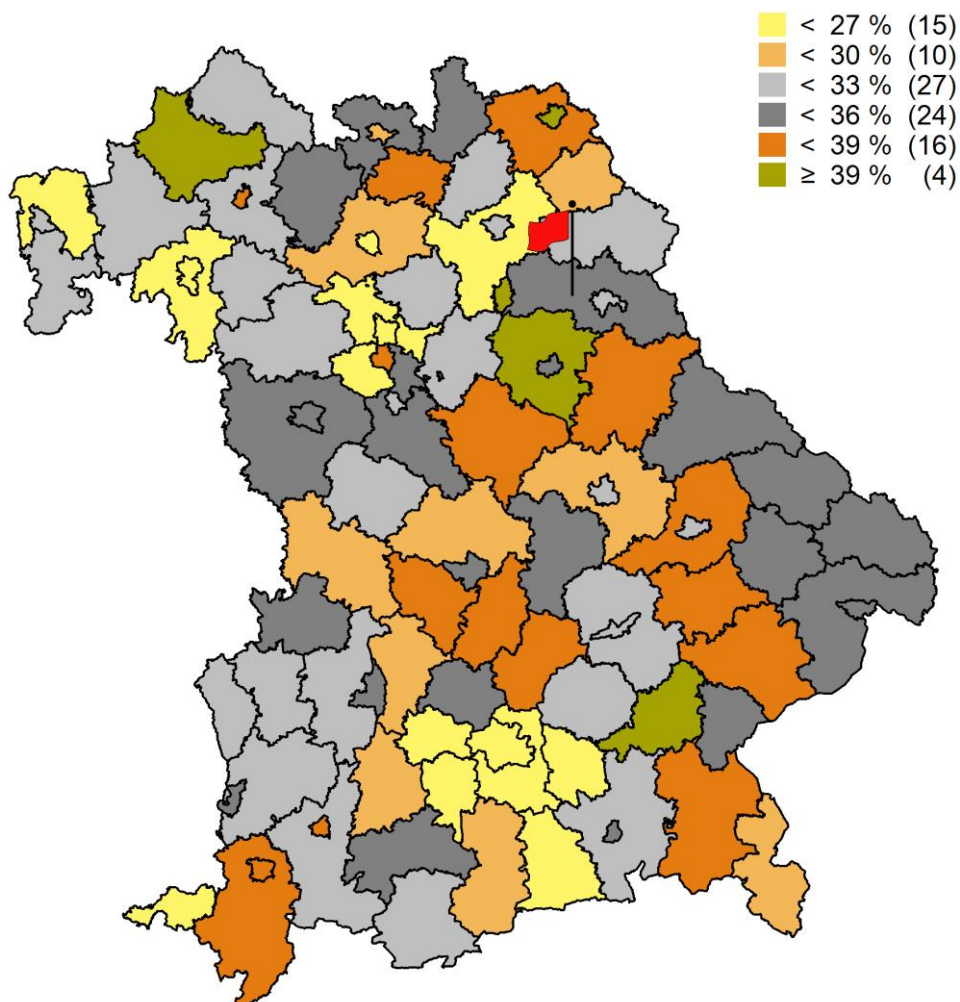 < 27 % (15)
< 30 % (10)
< 33 % (27)
< 36 % (24)
< 39 % (16)
≥ 39 % (4)